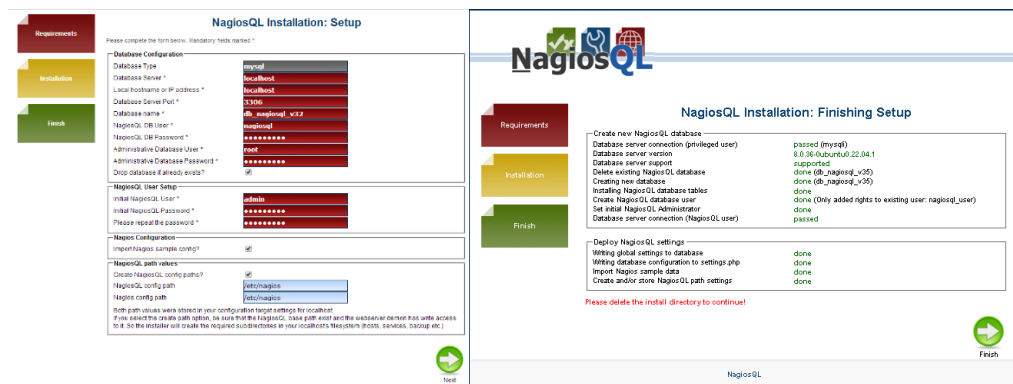 NagiosQL Installation: Setup
Requirements
Please complete the form below. Mandatory fields marked *.
Database Configuration
Database Type mysql
Database Server * localhost
Local hostname or IP address * localhost
Database Server Port * 3306
Database name * db_nagiosql_v32
NagiosQL DB User * nagiosql
NagiosQL DB Password * •••••••••
Administrative Database User * root
Administrative Database Password * •••••••••
Drop database if already exists?
Installation
Finish
NagiosQL User Setup
Initial NagiosQL User * admin
Initial NagiosQL Password * •••••••••
Please repeat the password * •••••••••
Nagios Configuration
Import Nagios sample config?
NagiosQL path values
Create NagiosQL config paths?
NagiosQL config path /etc/nagios
Nagios config path /etc/nagios
Both path values were stored in your configuration target settings for localhost.
If you select the create path option, be sure that the NagiosQL base path exist and the webserver demon has write access
to it. So the installer will create the required subdirectories in your localhost's filesystem (hosts, services, backup etc.)
Next
NagiosQL
NagiosQL Installation: Finishing Setup
Requirements
Installation
Finish
Create new NagiosQL database
Database server connection (privileged user) passed (mysqli)
Database server version 8.0.36-0ubuntu0.22.04.1
Database server support supported
Delete existing NagiosQL database done (db_nagiosql_v35)
Creating new database done (db_nagiosql_v35)
Installing NagiosQL database tables done
Create NagiosQL database user done (Only added rights to existing user: nagiosql_user)
Set initial NagiosQL Administrator done
Database server connection (NagiosQL user) passed
Deploy NagiosQL settings
Writing global settings to database done
Writing database configuration to settings.php done
Import Nagios sample data done
Create and/or store NagiosQL path settings done
Please delete the install directory to continue!
Finish
NagiosQL